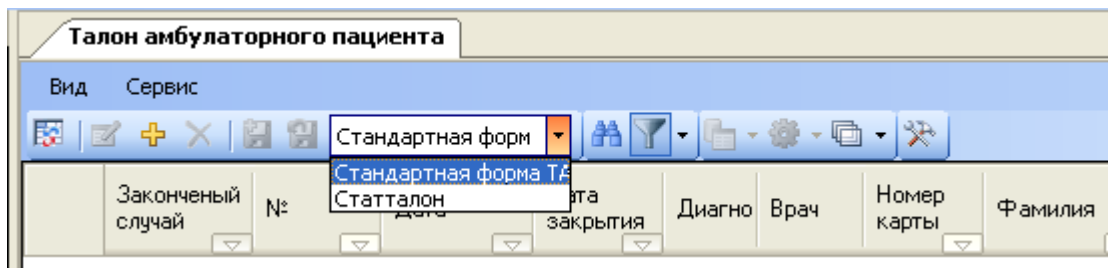 Талон амбулаторного пациента
Вид Сервис
Стандартная форм
Стандартная форма ТА
Статталон
Законченый случай
№
Дата
закрытия
Диагно
Врач
Номер карты
Фамилия